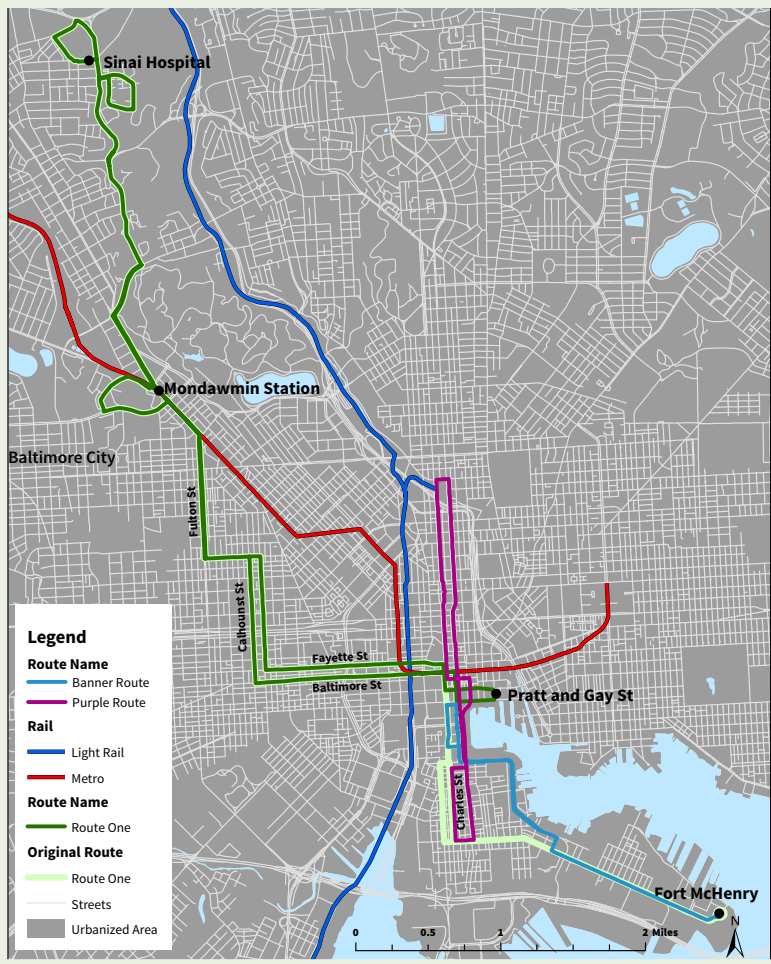 Sinai Hospital
Mondawmin Station
Baltimore City
Fulton St
Calhounst St
Fayette St
Baltimore St
Pratt and Gay St
Charles St
Fort McHenry
N
0 0.5 1 2 Miles
Legend
Route Name
Banner Route
Purple Route
Rail
Light Rail
Metro
Route Name
Route One
Original Route
Route One
Streets
Urbanized Area